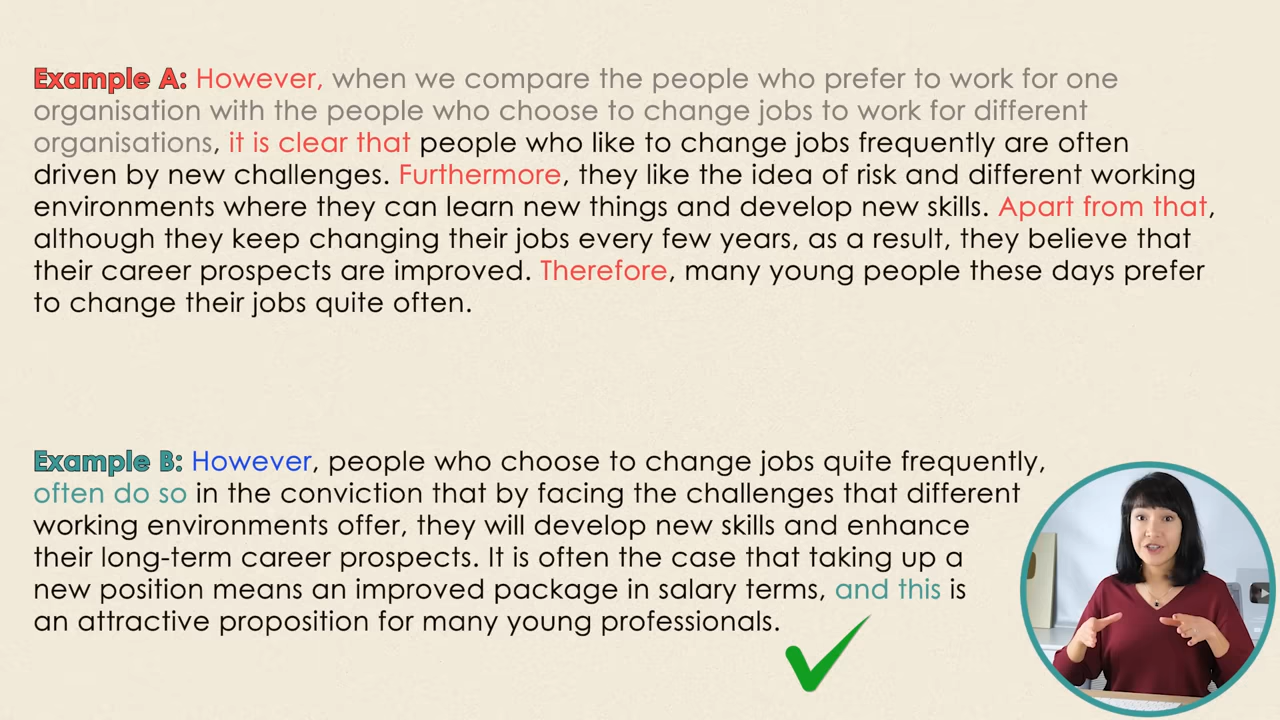 Example A: However, when we compare the people who prefer to work for one
organisation with the people who choose to change jobs to work for different
organisations, it is clear that people who like to change jobs frequently are often
driven by new challenges. Furthermore, they like the idea of risk and different working
environments where they can learn new things and develop new skills. Apart from that,
although they keep changing their jobs every few years, as a result, they believe that
their career prospects are improved. Therefore, many young people these days prefer
to change their jobs quite often.
Example B: However, people who choose to change jobs quite frequently,
often do so in the conviction that by facing the challenges that different
working environments offer, they will develop new skills and enhance
their long-term career prospects. It is often the case that taking up a
new position means an improved package in salary terms, and this is
an attractive proposition for many young professionals.